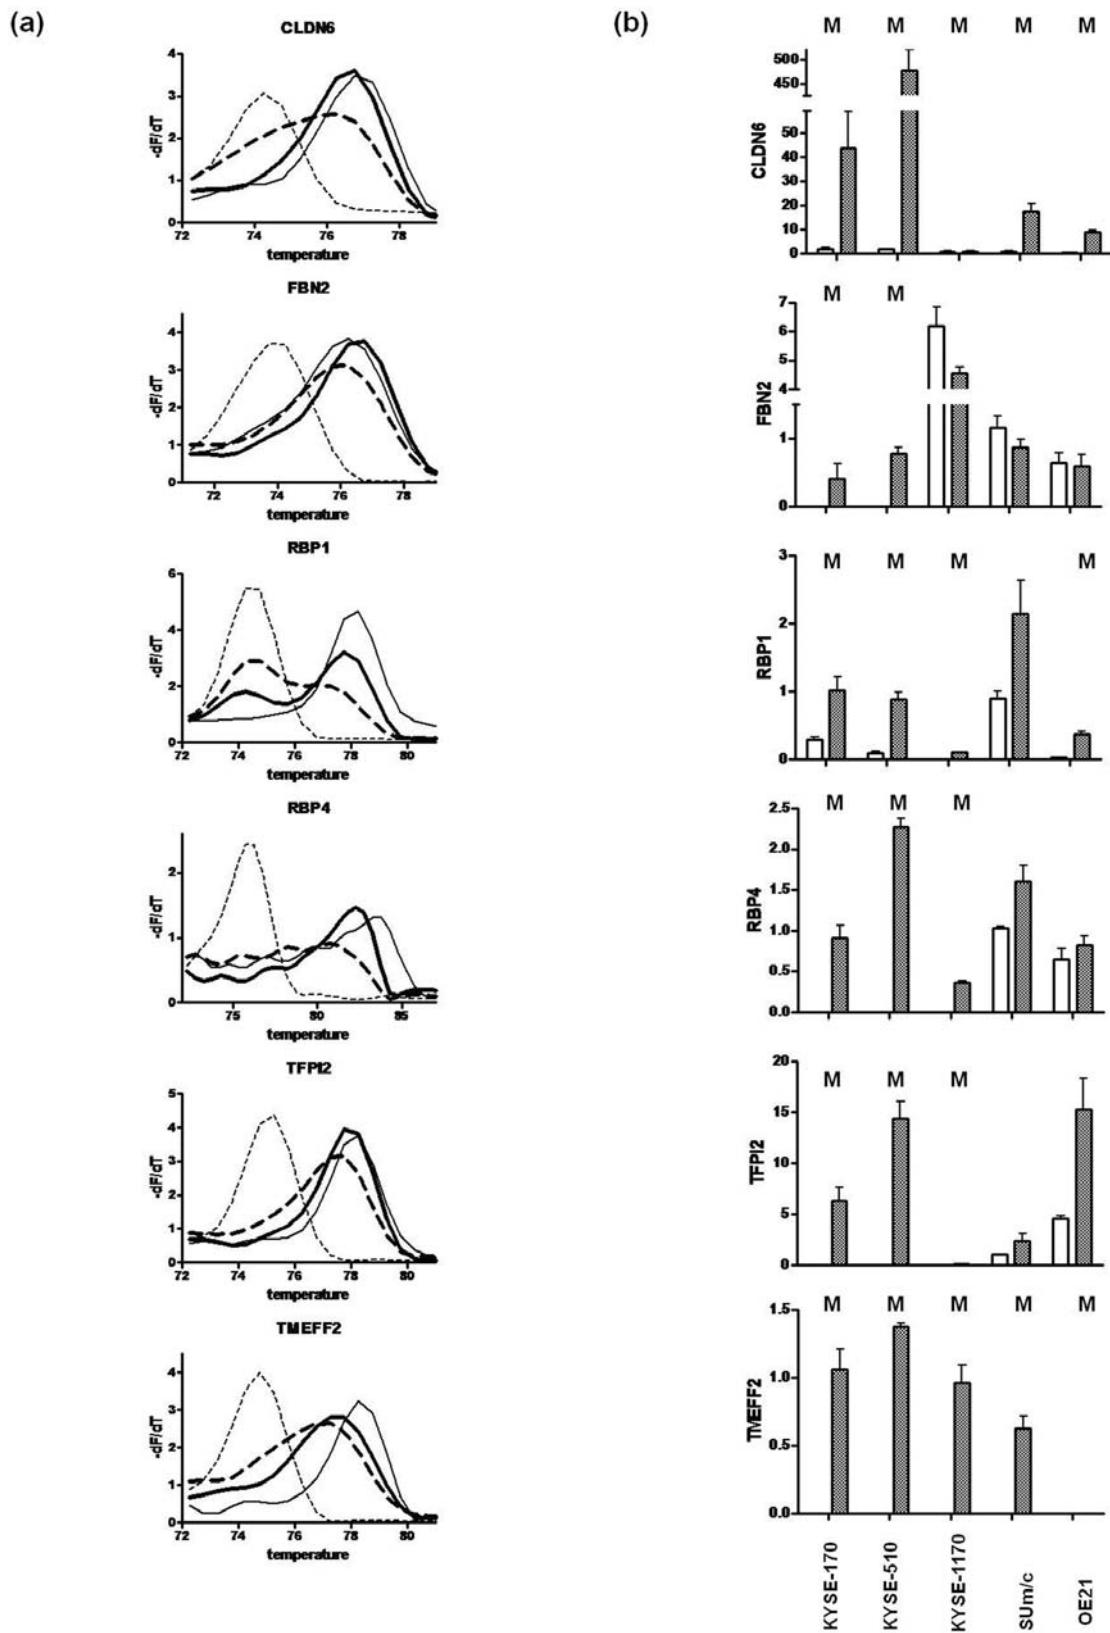 (a)
CLDN6
-dF/dT
4
3
2
1
0
72 74 76 78
temperature
FBN2
-dF/dT
4
3
2
1
0
72 74 76 78
temperature
RBP1
-dF/dT
6
4
2
0
72 74 76 78 80
temperature
RBP4
-dF/dT
2
1
0
75 80 85
temperature
TFPI2
-dF/dT
5
4
3
2
1
0
72 74 76 78 80
temperature
TMEFF2
-dF/dT
4
3
2
1
0
72 74 76 78 80
temperature
(b)
M M M M M
CLDN6
500
450
50
40
30
20
10
0
M M
FBN2
7
6
5
4
1
0
M M M M
RBP1
3
2
1
0
M M M
RBP4
2.5
2.0
1.5
1.0
0.5
0.0
M M M
TFPI2
20
15
10
5
0
M M M M M
TMEFF2
1.5
1.0
0.5
0.0
KYSE-170
KYSE-510
KYSE-1170
SUm/c
OE21